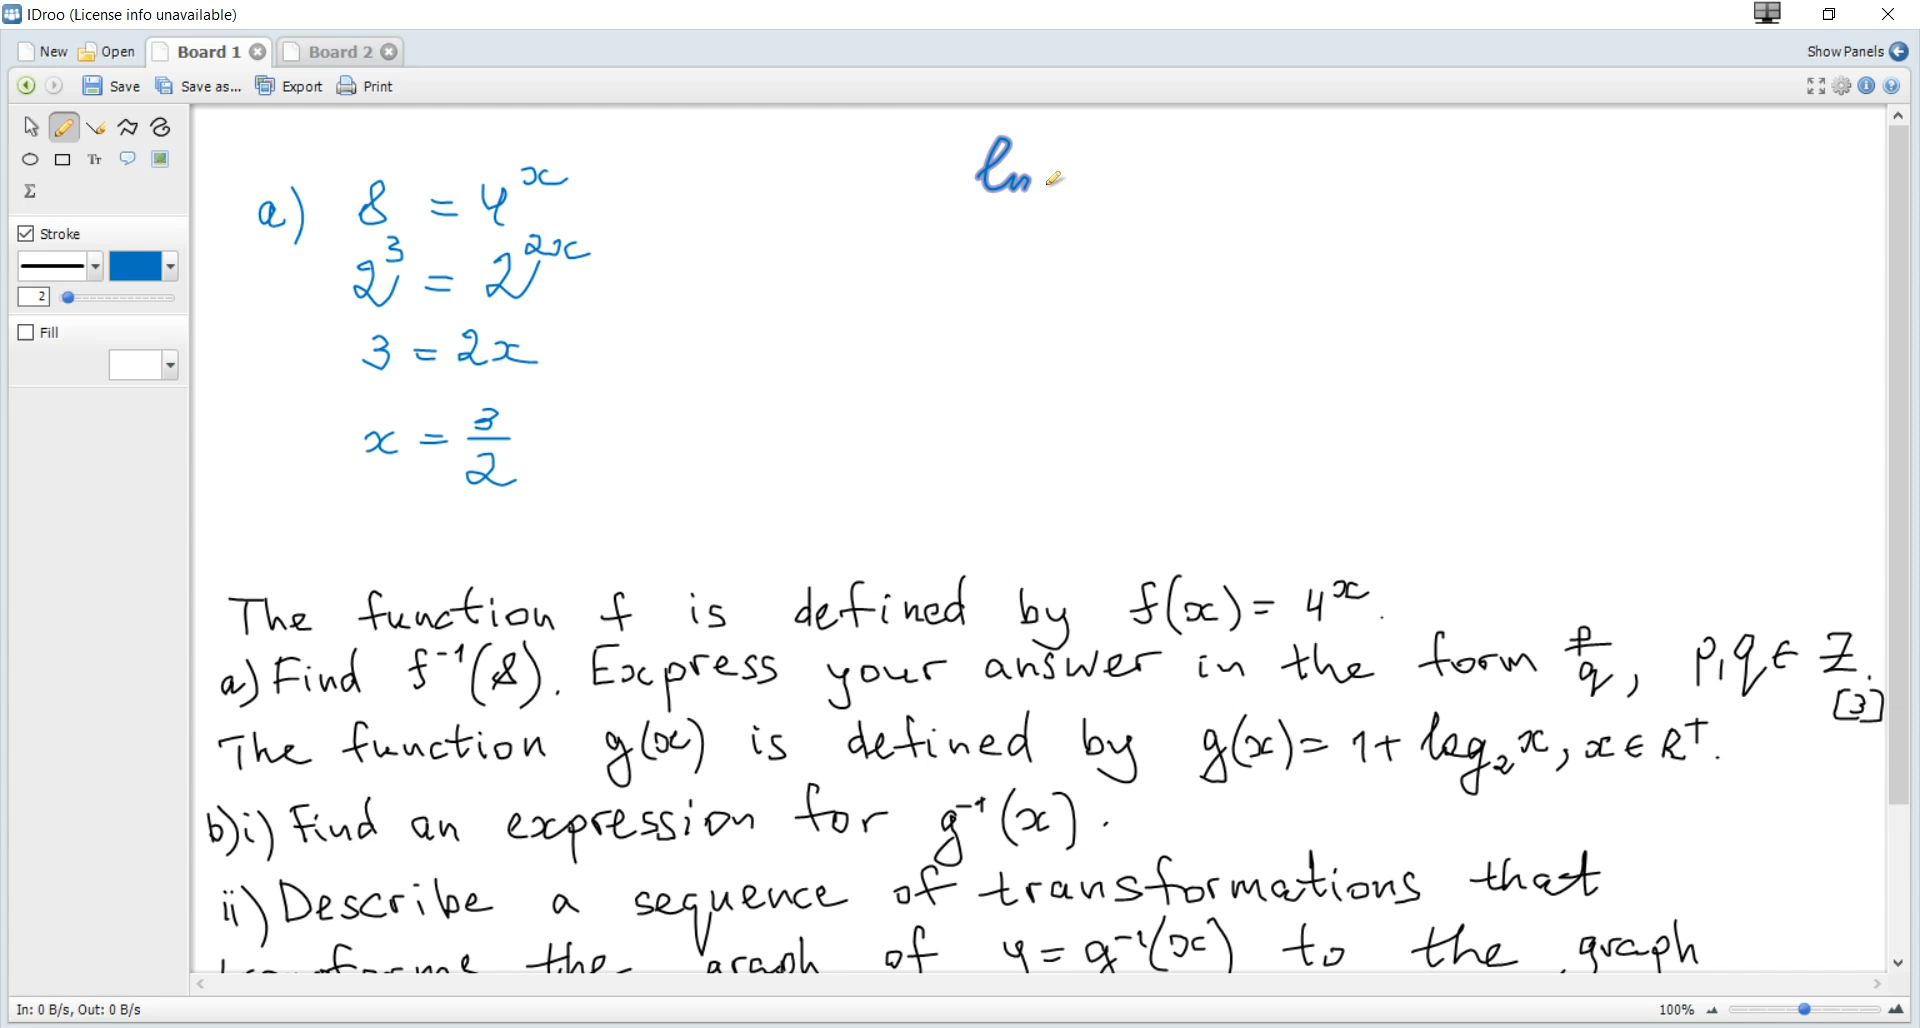 IDroo (License info unavailable)
New Open Board 1 Board 2 Show Panels
Save Save as... Export Print
Tт
Σ
Stroke
2
Fill
ln
a) 8 = 4^x
2^3 = 2^2x
3 = 2x
x = 3/2
The function f is defined by f(x) = 4^x.
a) Find f^-1(8). Express your answer in the form p/q, p,q ∈ Z.
[3]
The function g(x) is defined by g(x) = 1 + log₂x, x ∈ R⁺.
b)i) Find an expression for g^-1(x).
ii) Describe a sequence of transformations that
the graph of y = g^-1(x) to the graph
In: 0 B/s, Out: 0 B/s 100%